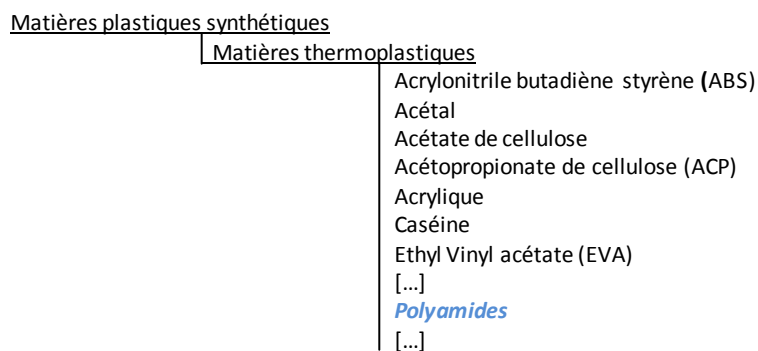 Matières plastiques synthétiques
Matières thermoplastiques
Acrylonitrile butadiène styrène (ABS)
Acétal
Acétate de cellulose
Acétopropionate de cellulose (ACP)
Acrylique
Caséine
Ethyl Vinyl acétate (EVA)
[...]
Polyamides
[...]